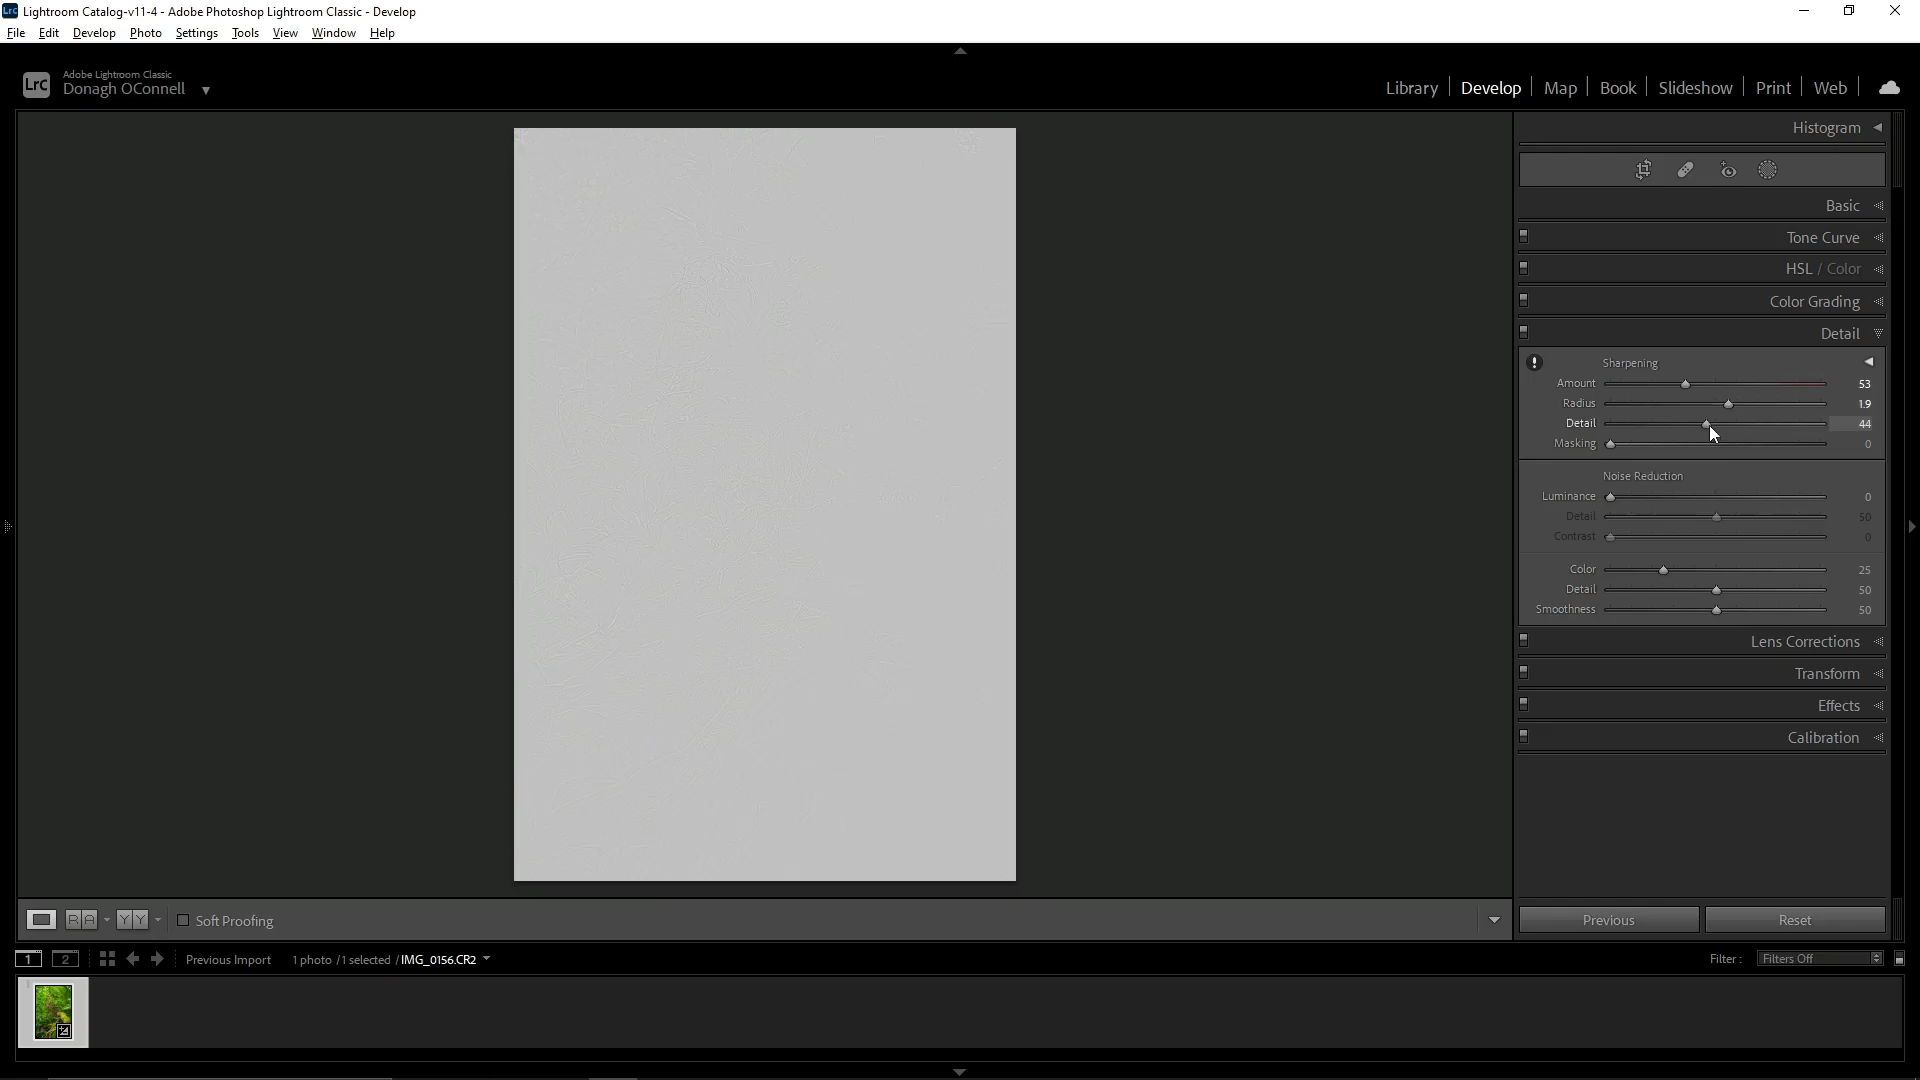 Lrc Lightroom Catalog-v11-4 - Adobe Photoshop Lightroom Classic - Develop
File Edit Develop Photo Settings Tools View Window Help
LrC Adobe Lightroom Classic
Donagh OConnell
Library Develop Map Book Slideshow Print Web
Histogram
Basic
Tone Curve
HSL / Color
Color Grading
Detail
Sharpening
Amount 53
Radius 1.9
Detail 44
Masking 0
Noise Reduction
Luminance 0
Detail 50
Contrast 0
Color 25
Detail 50
Smoothness 50
Lens Corrections
Transform
Effects
Calibration
R A Y Y Soft Proofing
Previous Reset
1 2 Previous Import 1 photo /1 selected /IMG_0156.CR2 Filter : Filters Off